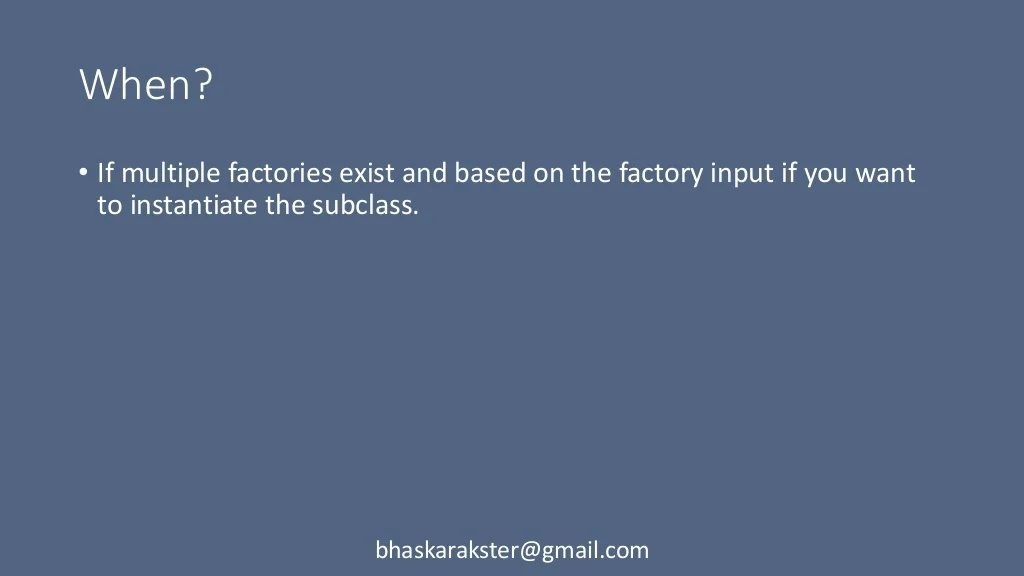 When?
• If multiple factories exist and based on the factory input if you want
to instantiate the subclass.
bhaskarakster@gmail.com